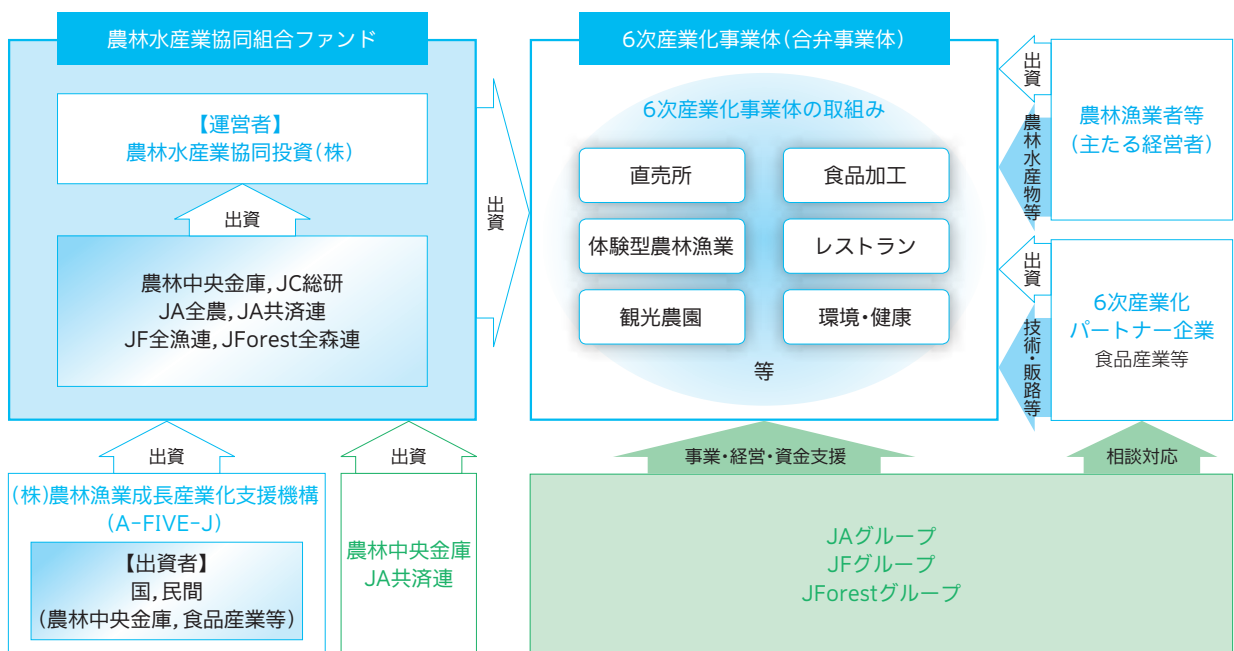 農林水産業協同組合ファンド
【運営者】
農林水産業協同投資(株)
出資
農林中央金庫, JC総研
JA全農, JA共済連
JF全漁連, JForest全森連
出資
6次産業化事業体(合弁事業体)
6次産業化事業体の取組み
直売所
食品加工
体験型農林漁業
レストラン
観光農園
環境・健康
等
出資
農林水産物等
農林漁業者等
(主たる経営者)
出資
技術・販路等
6次産業化
パートナー企業
食品産業等
出資
(株)農林漁業成長産業化支援機構
(A-FIVE-J)
【出資者】
国, 民間
(農林中央金庫, 食品産業等)
出資
農林中央金庫
JA共済連
事業・経営・資金支援
相談対応
JAグループ
JFグループ
JForestグループ